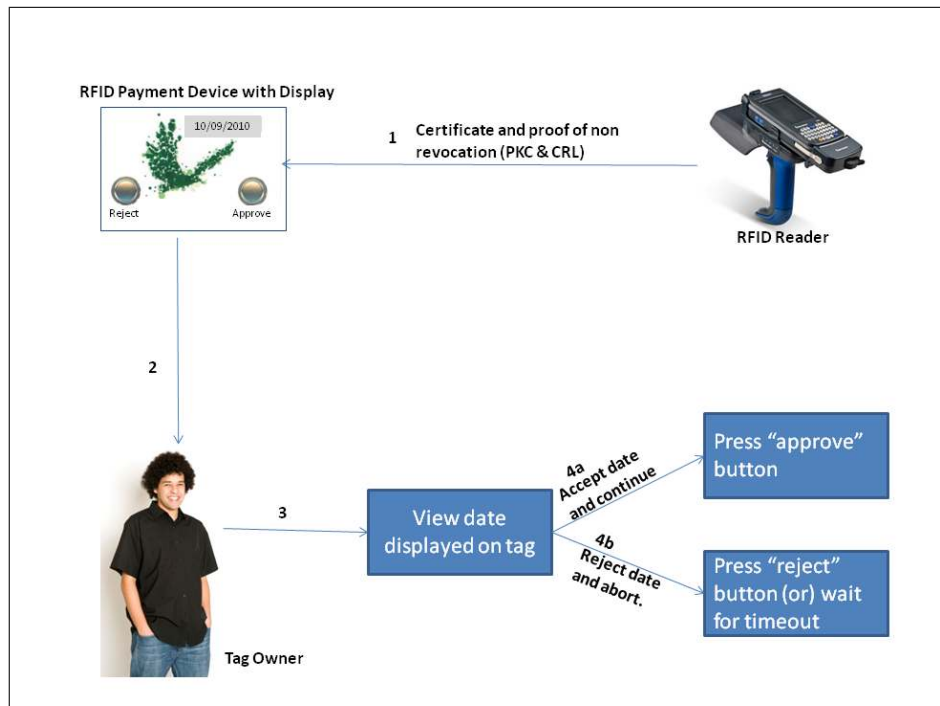 RFID Payment Device with Display
10/09/2010
Reject
Approve
1
Certificate and proof of non
revocation (PKC & CRL)
RFID Reader
2
3
View date
displayed on tag
4a
Accept date
and continue
Press “approve”
button
4b
Reject date
and abort.
Press “reject”
button (or) wait
for timeout
Tag Owner